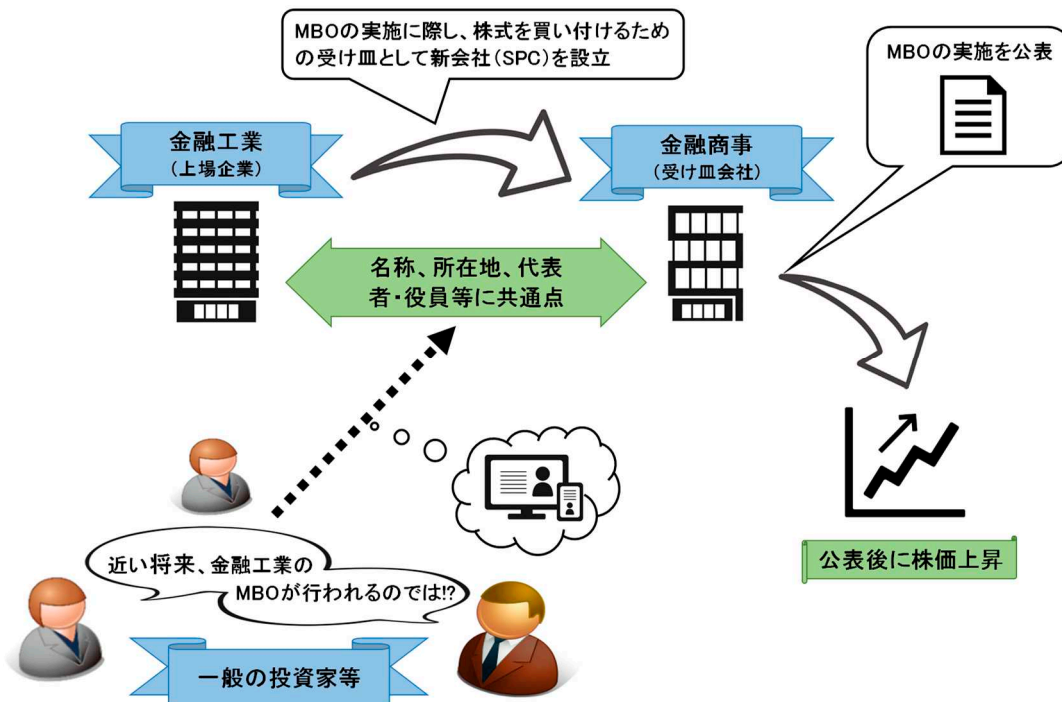 MBOの実施に際し、株式を買い付けるため
の受け皿として新会社（SPC）を設立
MBOの実施を公表
金融工業
（上場企業）
金融商事
（受け皿会社）
名称、所在地、代表
者・役員等に共通点
近い将来、金融工業の
MBOが行われるのでは!?
公表後に株価上昇
一般の投資家等